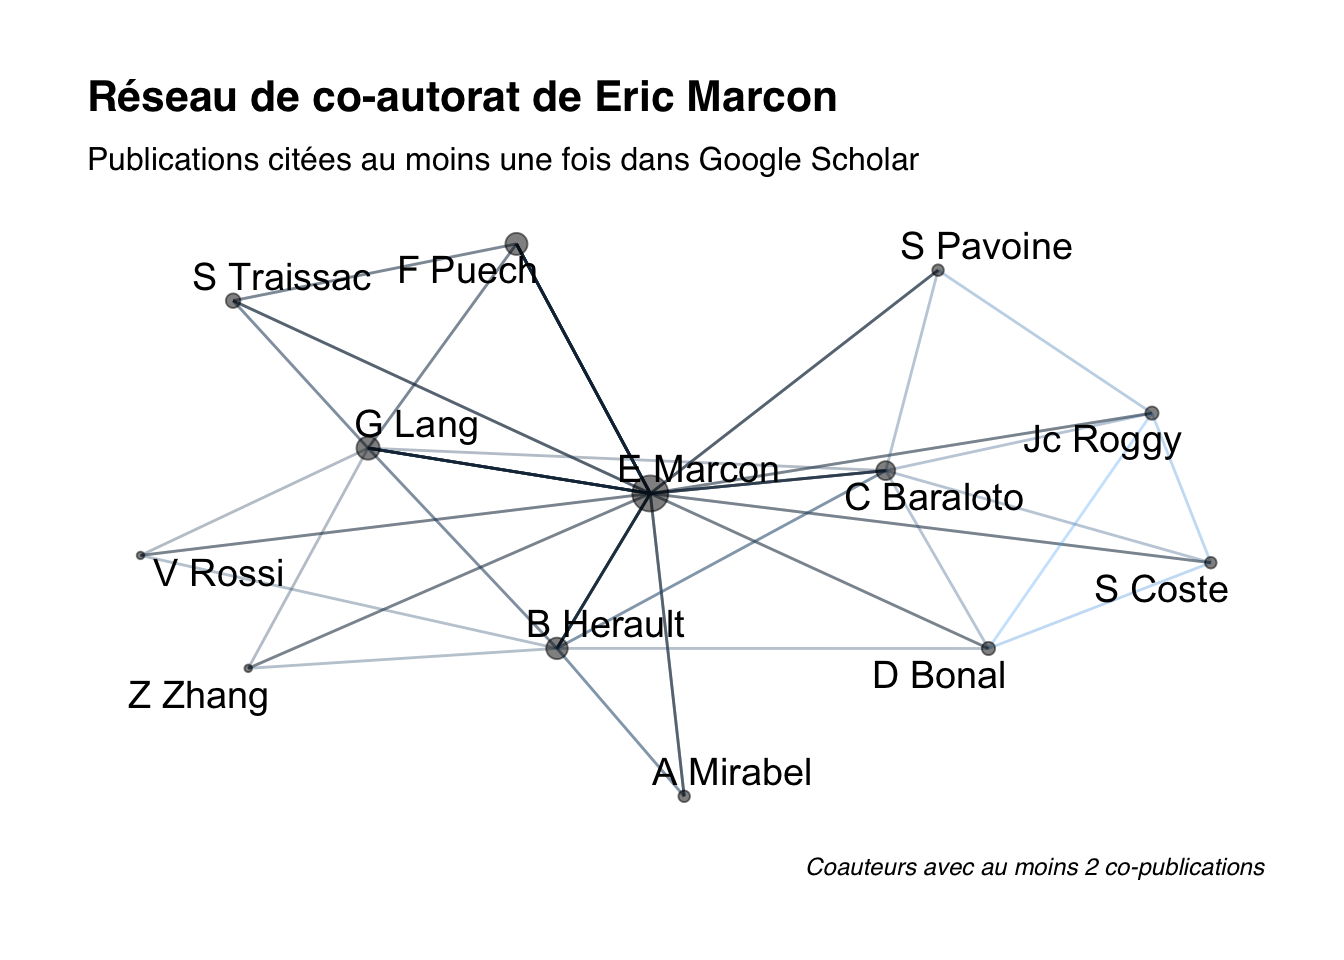 Réseau de co-autorat de Eric Marcon
Publications citées au moins une fois dans Google Scholar
S Pavoine
F Puech
S Traissac
G Lang
Jc Roggy
E Marcon
C Baraloto
V Rossi
S Coste
B Herault
D Bonal
Z Zhang
A Mirabel
Coauteurs avec au moins 2 co-publications